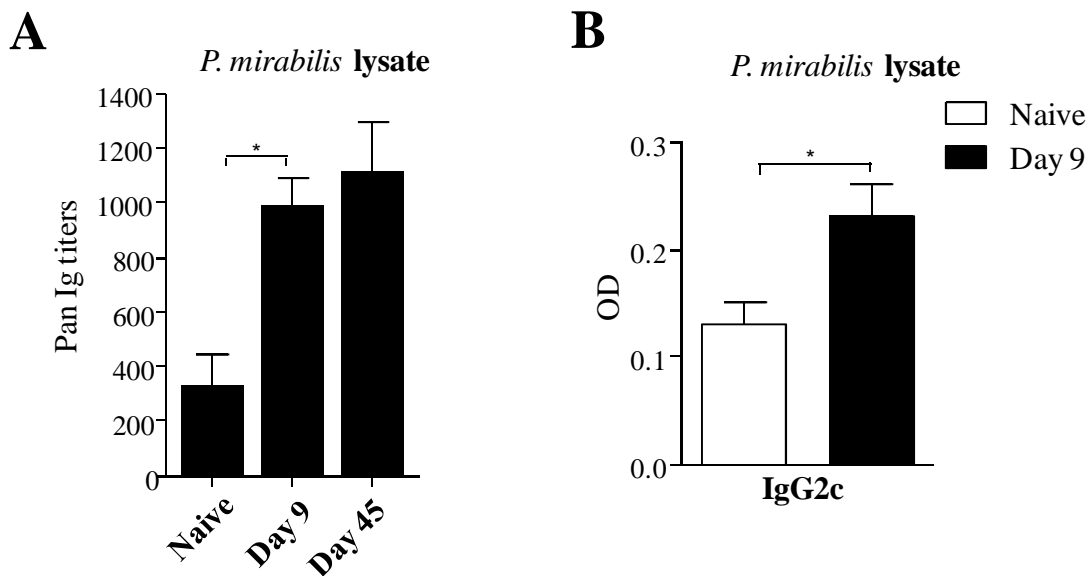 A
P. mirabilis lysate
1400
1200
1000
800
600
400
200
0
Pan Ig titers
*
Naive
Day 9
Day 45
B
P. mirabilis lysate
Naive
Day 9
0.3
0.2
0.1
0.0
OD
*
IgG2c